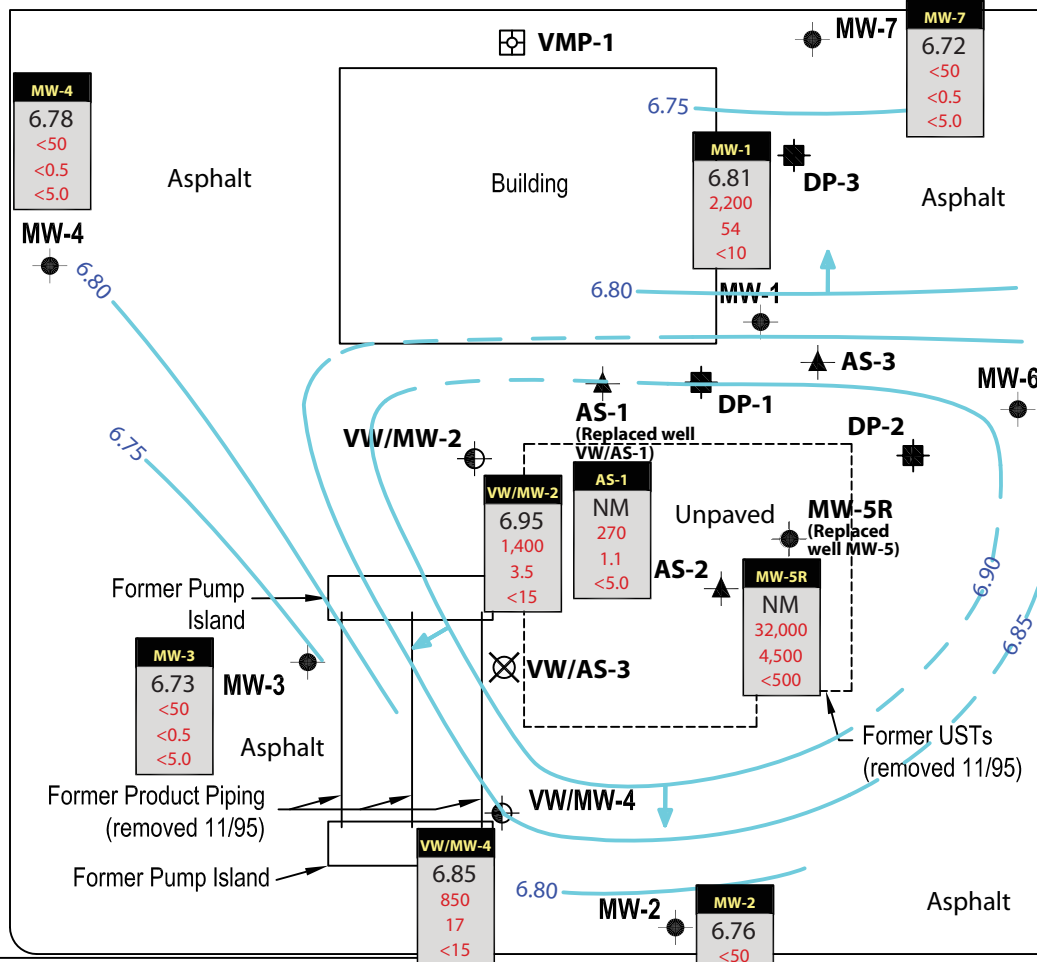 VMP-1
MW-7
MW-7
6.72
<50
<0.5
<5.0
MW-4
6.78
<50
<0.5
<5.0
MW-4
Asphalt
Building
6.75
MW-1
6.81
2,200
54
<10
DP-3
Asphalt
6.80
6.80
MW-1
AS-3
MW-6
AS-1
(Replaced well
VW/AS-1)
DP-1
DP-2
VW/MW-2
6.75
VW/MW-2
6.95
1,400
3.5
<15
AS-1
NM
270
1.1
<5.0
Unpaved
MW-5R
(Replaced
well MW-5)
AS-2
MW-5R
NM
32,000
4,500
<500
6.90
6.85
Former Pump
Island
MW-3
6.73
<50
<0.5
<5.0
MW-3
VW/AS-3
Asphalt
Former USTs
(removed 11/95)
Former Product Piping
(removed 11/95)
VW/MW-4
Former Pump Island
VW/MW-4
6.85
850
17
<15
6.80
MW-2
MW-2
6.76
<50
Asphalt